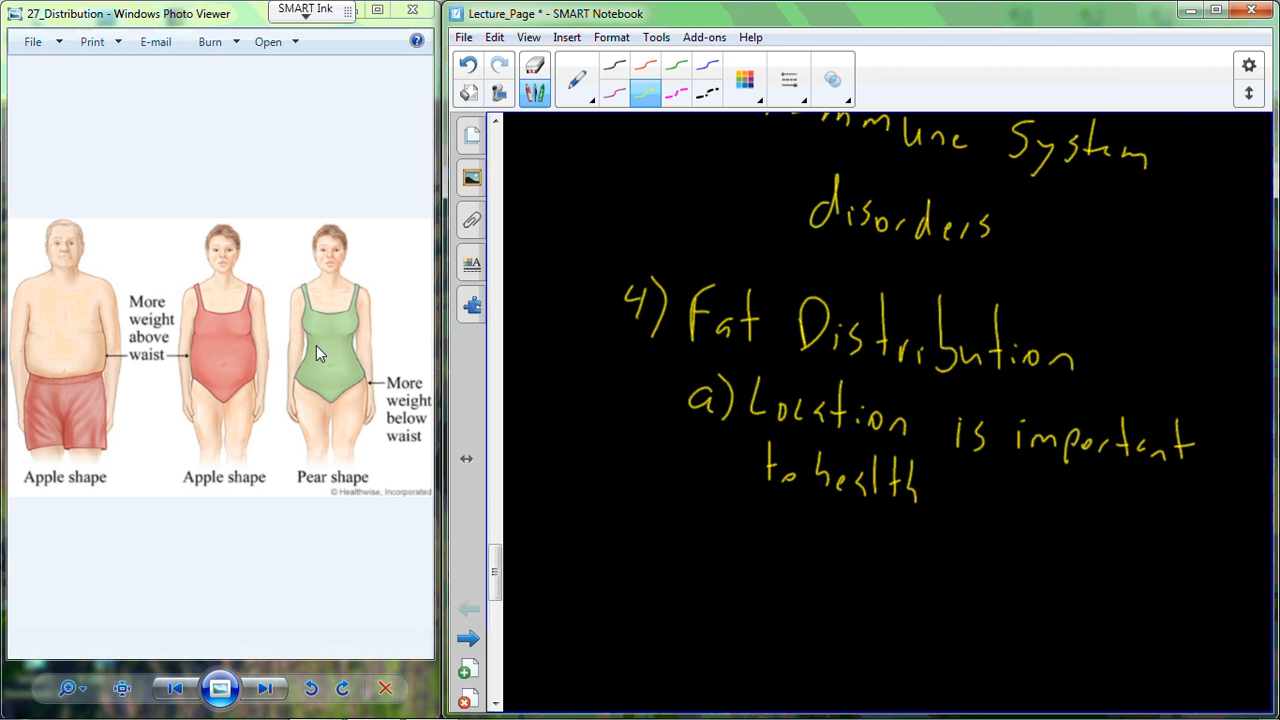 27_Distribution - Windows Photo Viewer
SMART Ink
File Print E-mail Burn Open
More
weight
above
waist
More
weight
below
waist
Apple shape
Apple shape
Pear shape
© Healthwise, Incorporated
Lecture_Page * - SMART Notebook
File Edit View Insert Format Tools Add-ons Help
Immune System
disorders
4) Fat Distribution
a) Location is important
to health